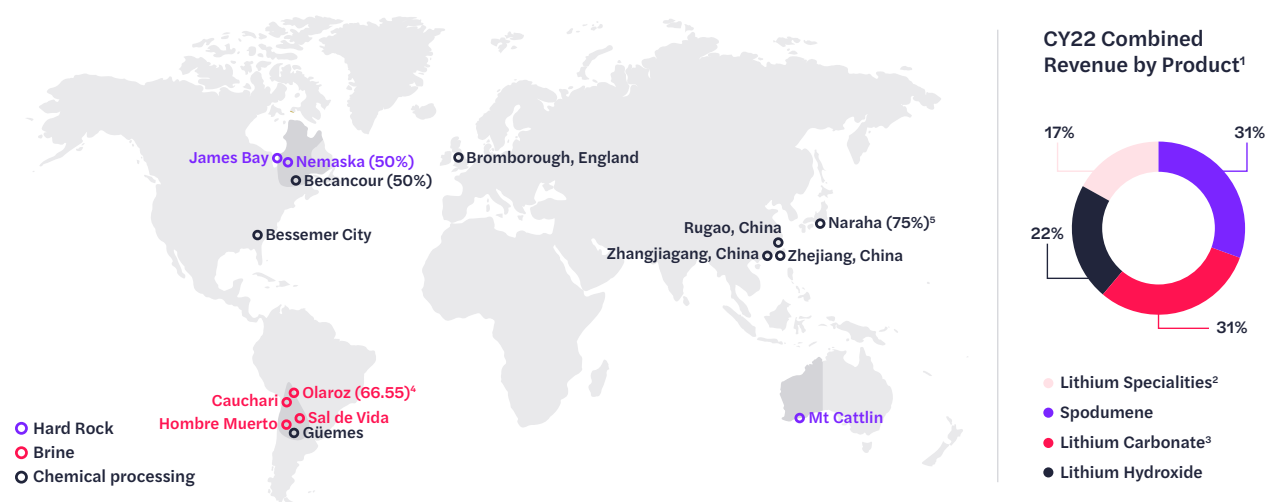 James Bay
Nemaska (50%)
Becancour (50%)
Bromborough, England
Bessemer City
Naraha (75%)⁵
Rugao, China
Zhangjiagang, China
Zhejiang, China
Olaroz (66.55)⁴
Cauchari
Sal de Vida
Hombre Muerto
Güemes
Mt Cattlin
Hard Rock
Brine
Chemical processing
CY22 Combined
Revenue by Product¹
17%
31%
22%
31%
Lithium Specialities²
Spodumene
Lithium Carbonate³
Lithium Hydroxide